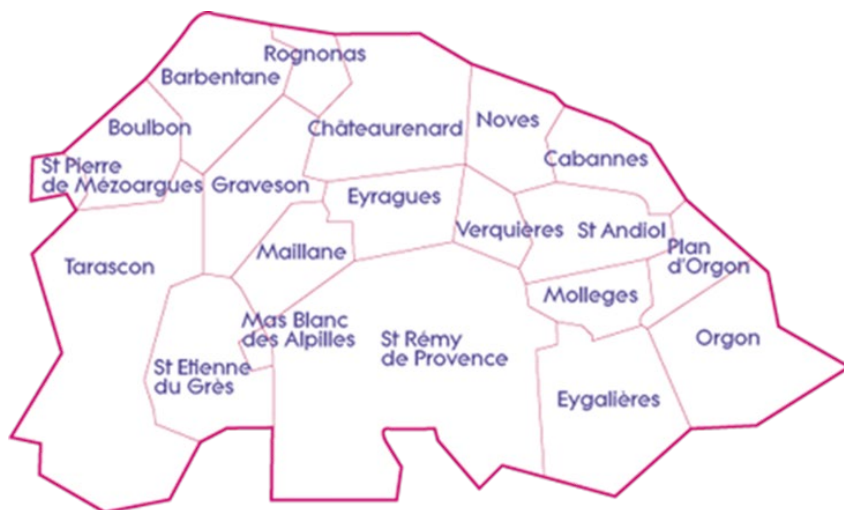 Rognonas
Barbentane
Boulbon
Châteaurenard
Noves
Cabannes
St Pierre
de Mézoargues
Graveson
Eyragues
Verquières
St Andiol
Maillane
Tarascon
Plan
d'Orgon
Molleges
Mas Blanc
des Alpilles
St Rémy
de Provence
Orgon
St Etienne
du Grès
Eygalières